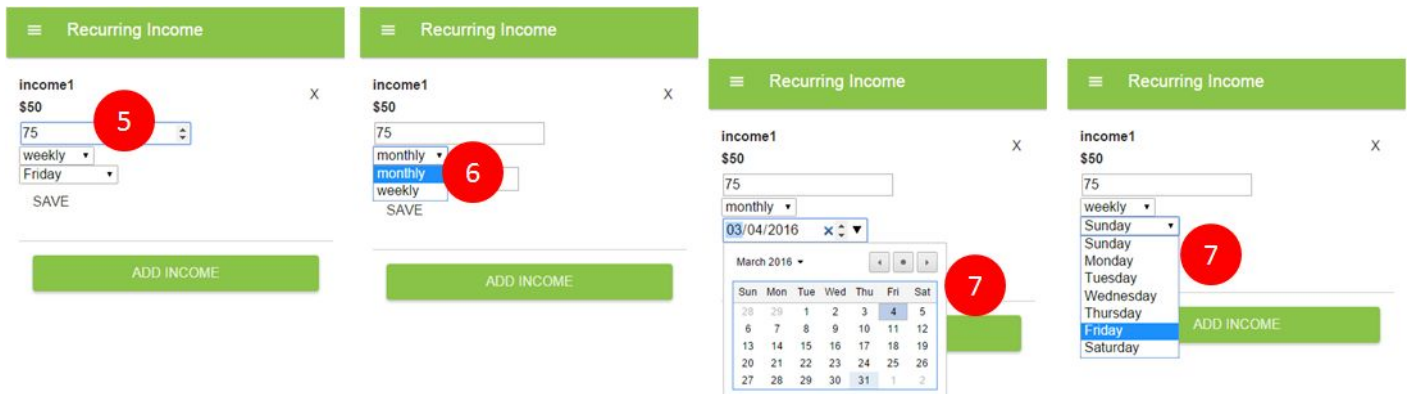 Recurring Income
income1
X
$50
75
5
weekly
Friday
SAVE
ADD INCOME
Recurring Income
income1
X
$50
75
monthly
monthly
6
weekly
SAVE
ADD INCOME
Recurring Income
income1
X
$50
75
monthly
03/04/2016
March 2016
7
Sun Mon Tue Wed Thu Fri Sat
28 29 1 2 3 4 5
6 7 8 9 10 11 12
13 14 15 16 17 18 19
20 21 22 23 24 25 26
27 28 29 30 31 1 2
Recurring Income
income1
X
$50
75
weekly
Sunday
Sunday
Monday
7
Tuesday
Wednesday
Thursday
Friday
ADD INCOME
Saturday